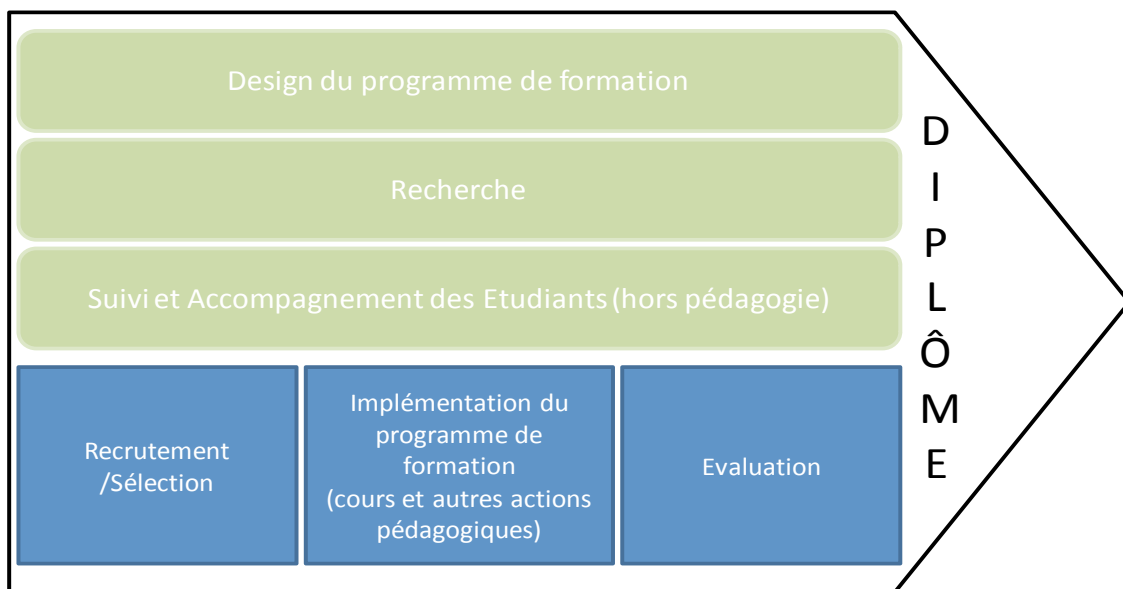 Design du programme de formation
Recherche
Suivi et Accompagnement des Etudiants (hors pédagogie)
Recrutement
/Sélection
Implémentation du
programme de
formation
(cours et autres actions
pédagogiques)
Evaluation
D
I
P
L
Ô
M
E